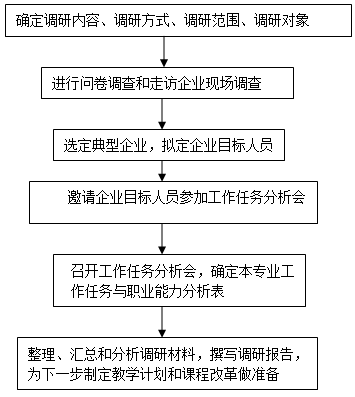 确定调研内容、调研方式、调研范围、调研对象
进行问卷调查和走访企业现场调查
选定典型企业，拟定企业目标人员
邀请企业目标人员参加工作任务分析会
召开工作任务分析会，确定本专业工
作任务与职业能力分析表
整理、汇总和分析调研材料，撰写调研报告，
为下一步制定教学计划和课程改革做准备